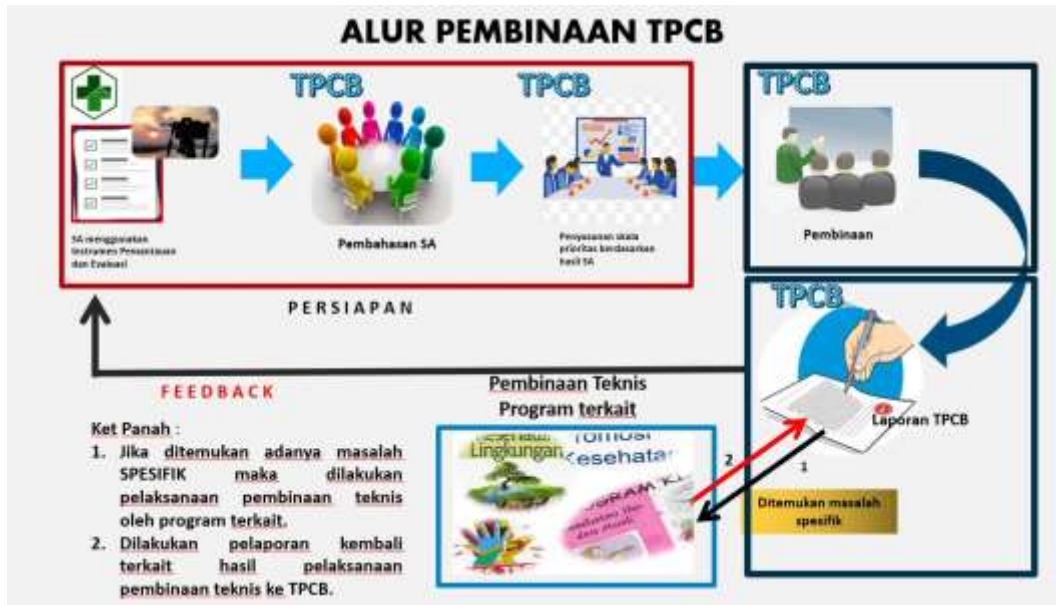 ALUR PEMBINAAN TPCB
TPCB
TPCB
TPCB
SA menggunakan
Instrumen Pemantauan
dan Evaluasi
Pembahasan SA
Penyusunan skala
prioritas berdasarkan
hasil SA
Pembinaan
PERSIAPAN
TPCB
Laporan TPCB
FEEDBACK
Pembinaan Teknis
Program terkait
Lingkungan
Kesehatan
2
1
Ditemukan masalah
spesifik
Ket Panah :
1. Jika ditemukan adanya masalah
SPESIFIK maka dilakukan
pelaksanaan pembinaan teknis
oleh program terkait.
2. Dilakukan pelaporan kembali
terkait hasil pelaksanaan
pembinaan teknis ke TPCB.